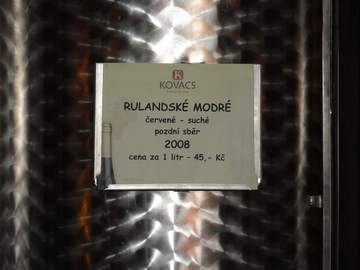 K
KOVACS
RULANDSKÉ MODRÉ
červené - suché
pozdní sběr
2008
cena za 1 litr - 45,- Kč